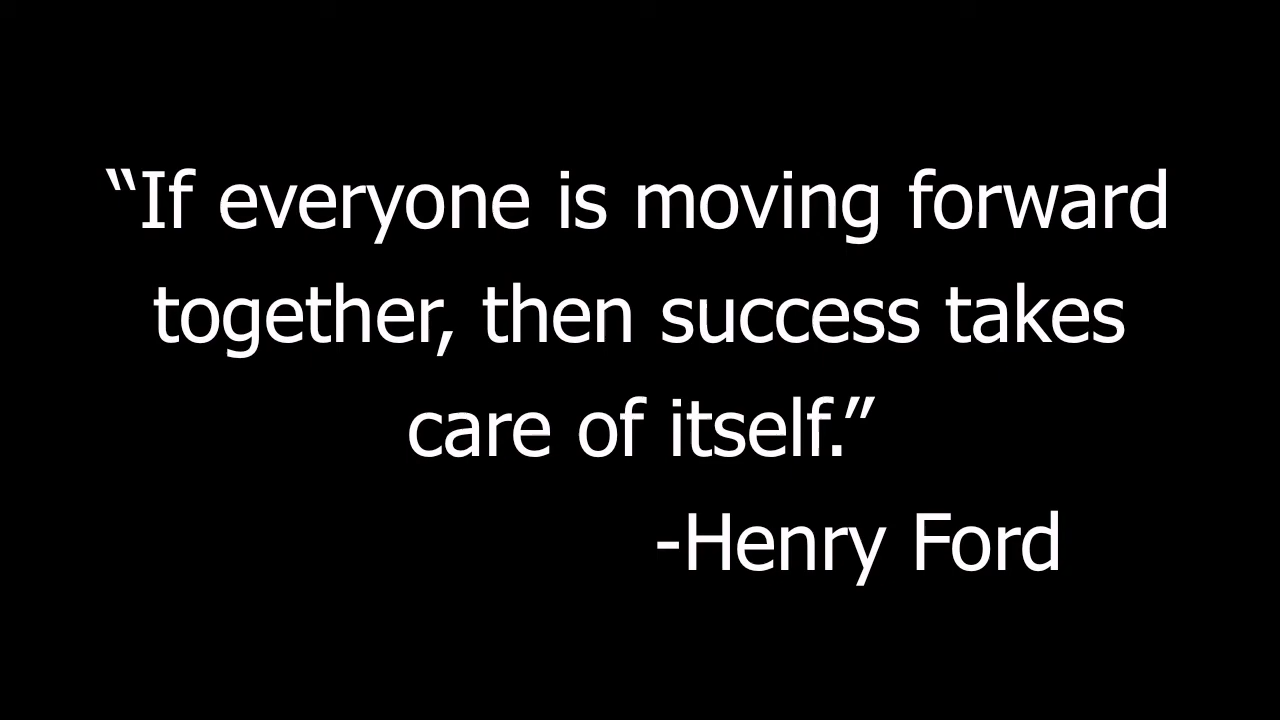 “If everyone is moving forward
together, then success takes
care of itself.”
-Henry Ford